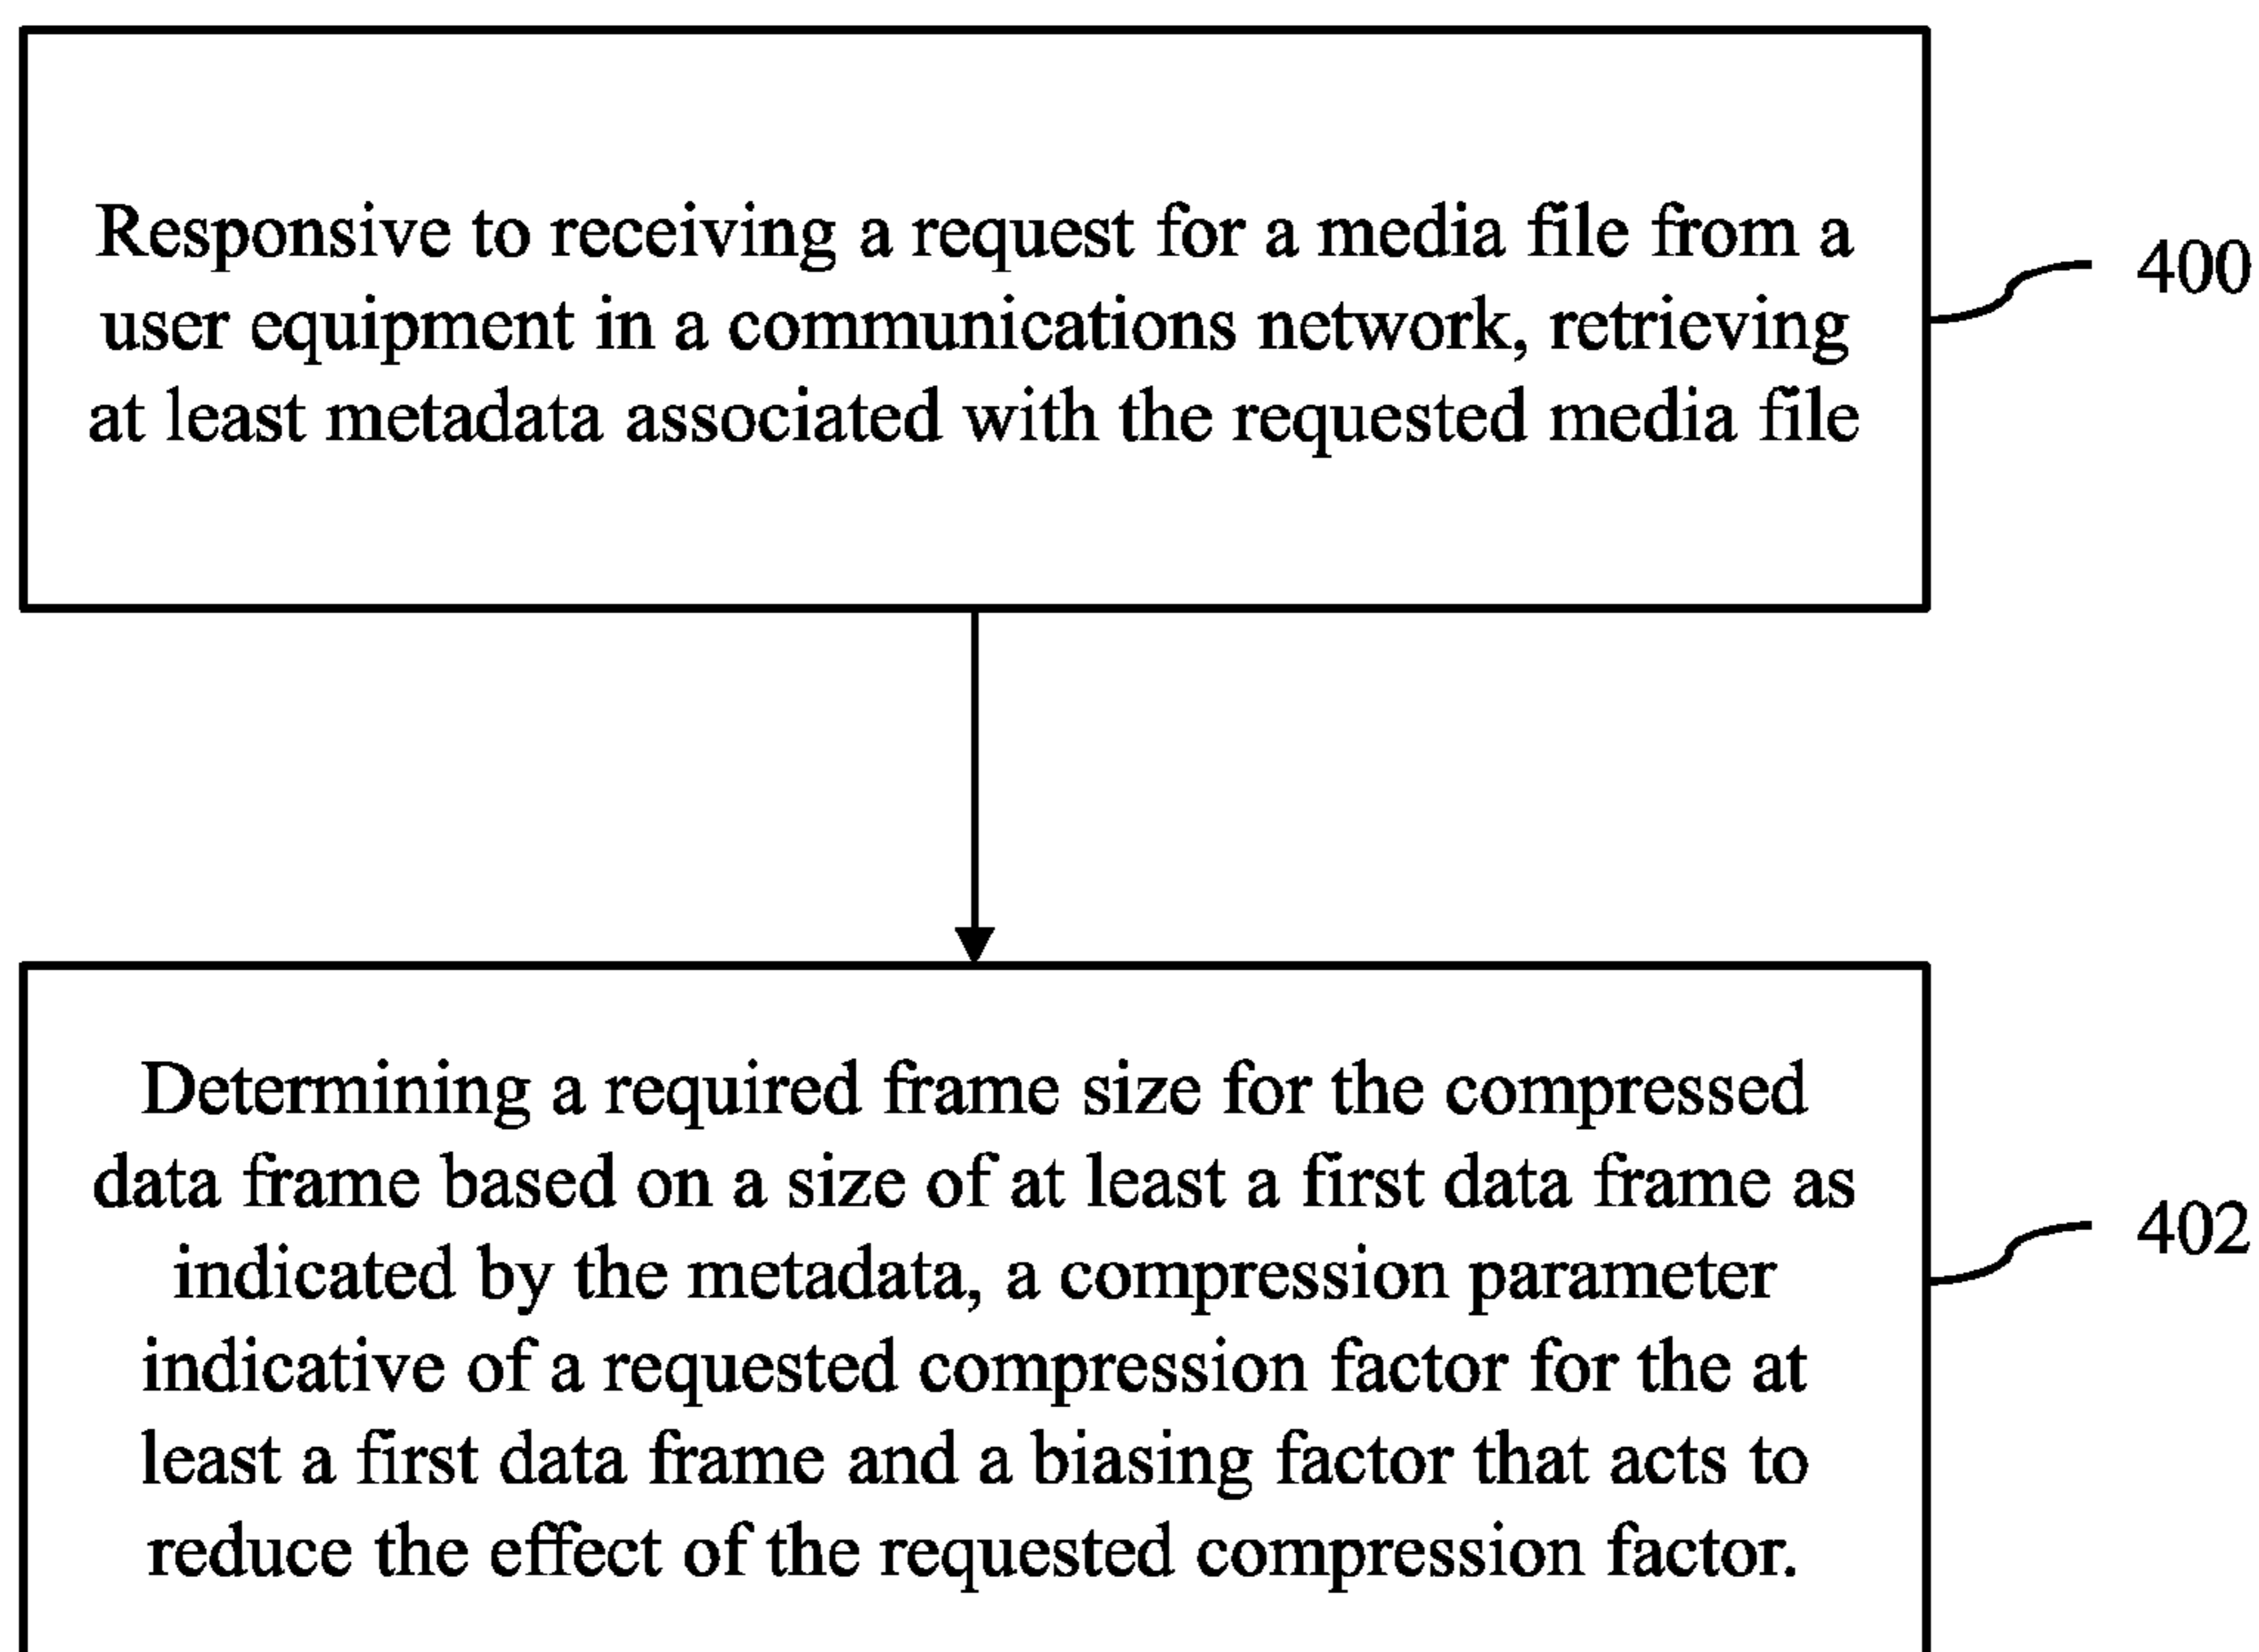 Responsive to receiving a request for a media file from a
user equipment in a communications network, retrieving
at least metadata associated with the requested media file
400
Determining a required frame size for the compressed
data frame based on a size of at least a first data frame as
indicated by the metadata, a compression parameter
indicative of a requested compression factor for the at
least a first data frame and a biasing factor that acts to
reduce the effect of the requested compression factor.
402